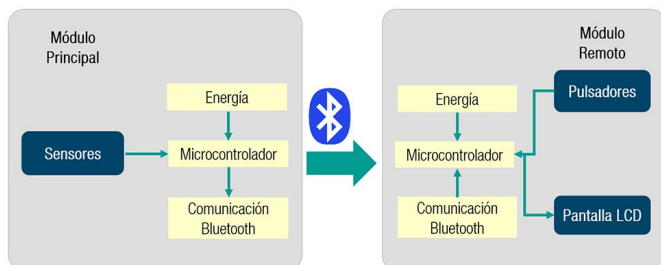 Módulo
Principal
Energía
Sensores
Microcontrolador
Comunicación
Bluetooth
Módulo
Remoto
Energía
Pulsadores
Microcontrolador
Comunicación
Bluetooth
Pantalla LCD